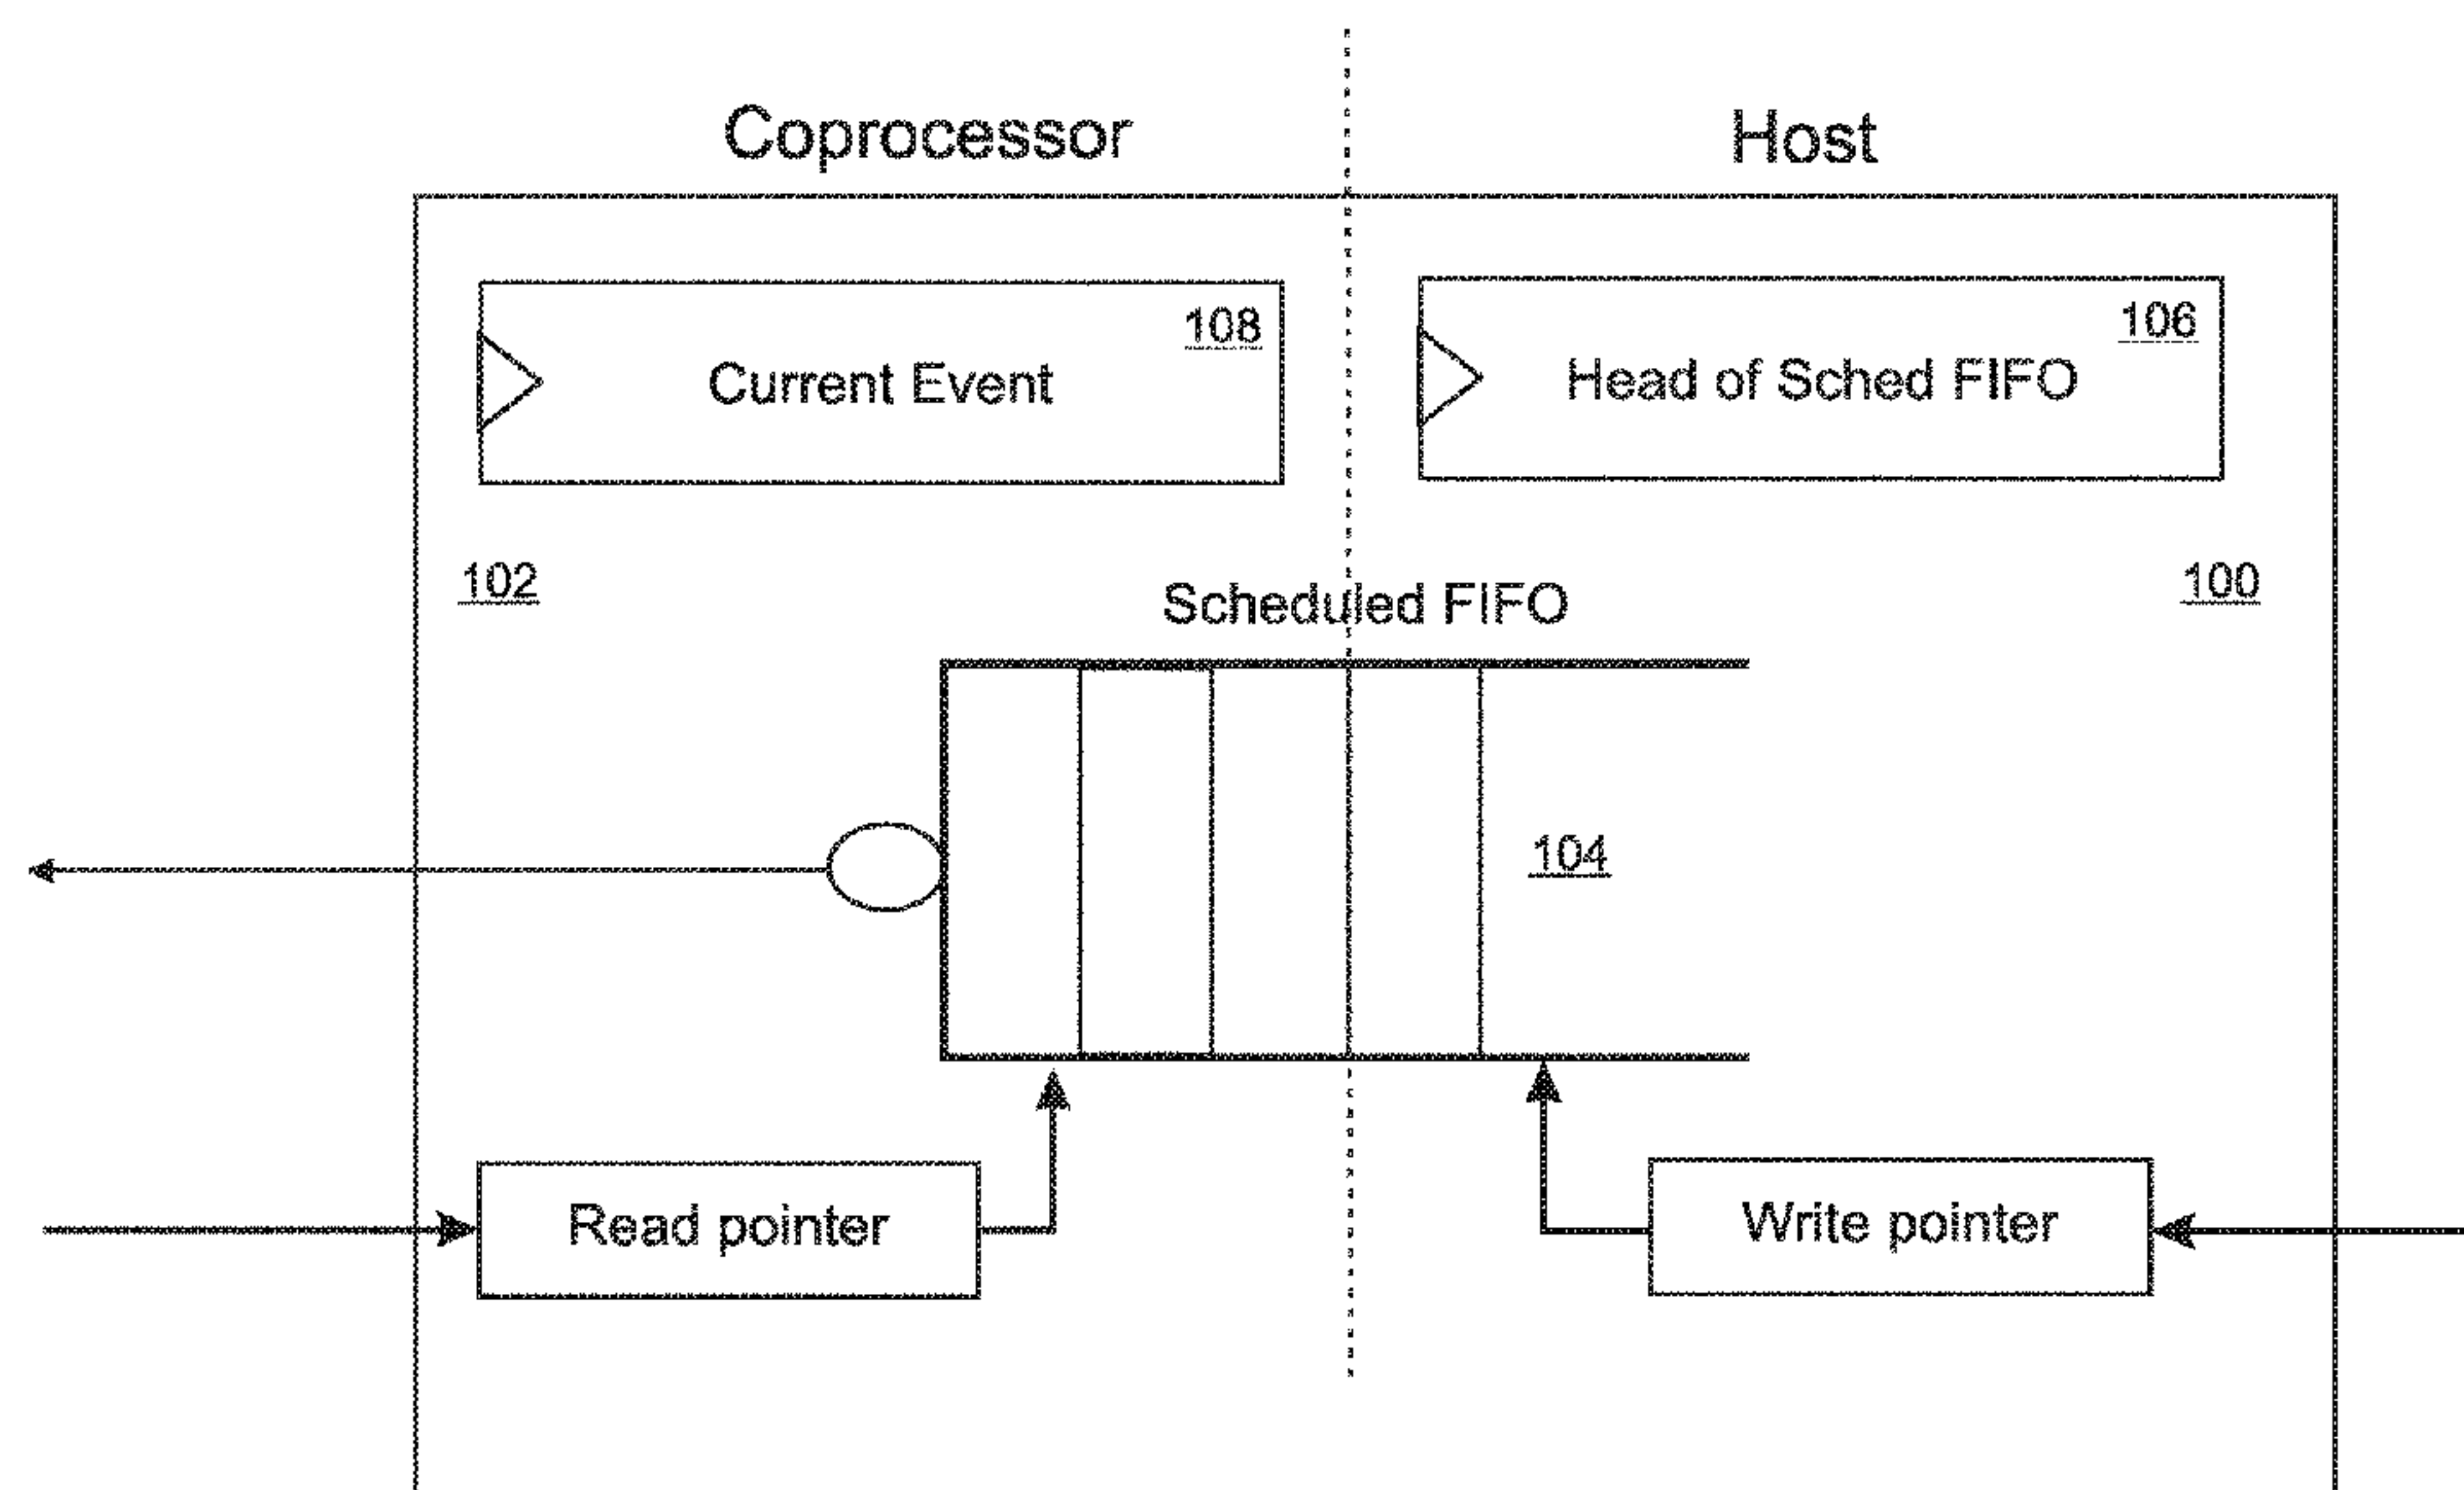 Coprocessor
Host
108
106
Current Event
Head of Sched FIFO
102
100
Scheduled FIFO
104
Read pointer
Write pointer